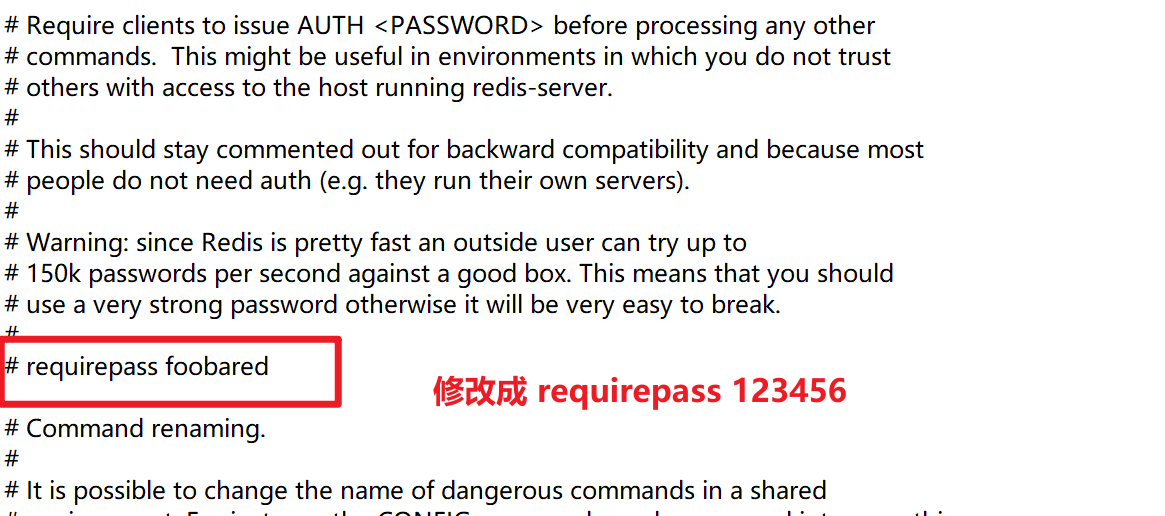 # Require clients to issue AUTH <PASSWORD> before processing any other
# commands.  This might be useful in environments in which you do not trust
# others with access to the host running redis-server.
#
# This should stay commented out for backward compatibility and because most
# people do not need auth (e.g. they run their own servers).
#
# Warning: since Redis is pretty fast an outside user can try up to
# 150k passwords per second against a good box. This means that you should
# use a very strong password otherwise it will be very easy to break.
#
# requirepass foobared
修改成 requirepass 123456
# Command renaming.
#
# It is possible to change the name of dangerous commands in a shared